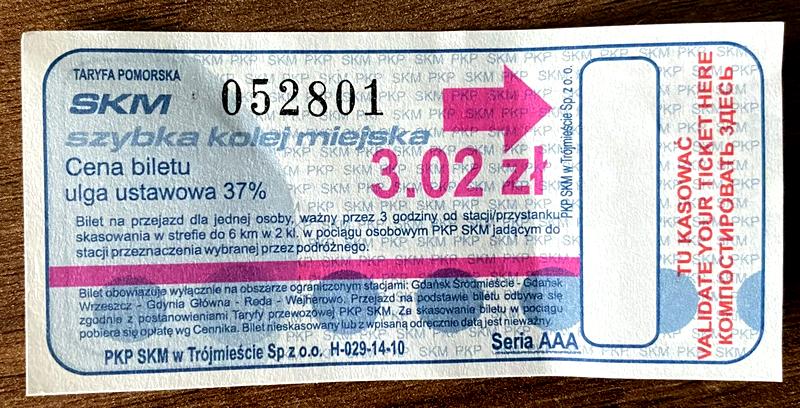 TARYFA POMORSKA
SKM 052801
szybka kolej miejska
Cena biletu
ulga ustawowa 37%
3.02 zł
Bilet na przejazd dla jednej osoby, ważny przez 3 godziny od stacji/przystanku
skasowania w strefie do 6 km w 2 kl. w pociągu osobowym PKP SKM jadącym do
stacji przeznaczenia wybranej przez podróżnego.
Bilet obowiązuje wyłącznie na obszarze ograniczonym stacjami: Gdańsk Śródmieście - Gdańsk
Wrzeszcz - Gdynia Główna - Reda - Wejherowo. Przejazd na podstawie biletu odbywa się
zgodnie z postanowieniami Taryfy przewozowej PKP SKM. Za skasowanie biletu w pociągu
pobiera się opłatę wg Cennika. Bilet nieskasowany lub z wpisaną odręcznie datą jest nieważny.
PKP SKM w Trójmieście Sp z o.o. H-029-14-10 Seria AAA
PKP SKM w Trójmieście Sp. z o.o.
TU KASOWAĆ
VALIDATE YOUR TICKET HERE
КОМПОСТИРОВАТЬ ЗДЕСЬ